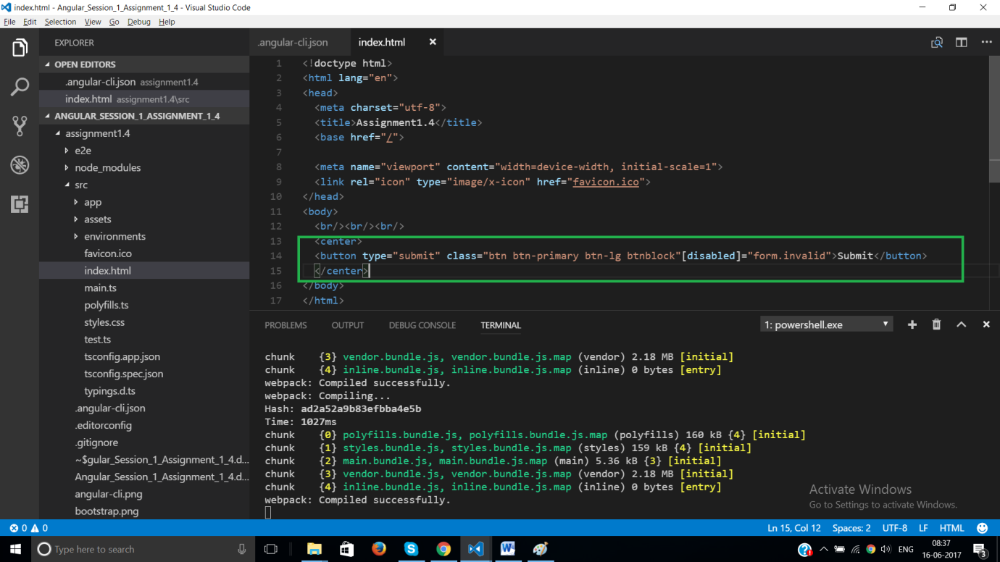 index.html - Angular_Session_1_Assignment_1_4 - Visual Studio Code
File Edit Selection View Go Debug Help
EXPLORER
OPEN EDITORS
.angular-cli.json assignment1.4
index.html assignment1.4\src
ANGULAR_SESSION_1_ASSIGNMENT_1_4
assignment1.4
e2e
node_modules
src
app
assets
environments
favicon.ico
index.html
main.ts
polyfills.ts
styles.css
test.ts
tsconfig.app.json
tsconfig.spec.json
typings.d.ts
.angular-cli.json
.editorconfig
.gitignore
~$gular_Session_1_Assignment_1_4.d...
Angular_Session_1_Assignment_1_4.d...
angular-cli.png
bootstrap.png
.angular-cli.json index.html
1 <!doctype html>
2 <html lang="en">
3 <head>
4 <meta charset="utf-8">
5 <title>Assignment1.4</title>
6 <base href="/">
7
8 <meta name="viewport" content="width=device-width, initial-scale=1">
9 <link rel="icon" type="image/x-icon" href="favicon.ico">
10 </head>
11 <body>
12 <br/><br/><br/>
13 <center>
14 <button type="submit" class="btn btn-primary btn-lg btnblock"[disabled]="form.invalid">Submit</button>
15 </center>
16 </body>
17 </html>
PROBLEMS OUTPUT DEBUG CONSOLE TERMINAL 1: powershell.exe
chunk {3} vendor.bundle.js, vendor.bundle.js.map (vendor) 2.18 MB [initial]
chunk {4} inline.bundle.js, inline.bundle.js.map (inline) 0 bytes [entry]
webpack: Compiled successfully.
webpack: Compiling...
Hash: ad2a52a9b83efbba4e5b
Time: 1027ms
chunk {0} polyfills.bundle.js, polyfills.bundle.js.map (polyfills) 160 kB {4} [initial]
chunk {1} styles.bundle.js, styles.bundle.js.map (styles) 159 kB {4} [initial]
chunk {2} main.bundle.js, main.bundle.js.map (main) 5.36 kB {3} [initial]
chunk {3} vendor.bundle.js, vendor.bundle.js.map (vendor) 2.18 MB [initial]
chunk {4} inline.bundle.js, inline.bundle.js.map (inline) 0 bytes [entry]
webpack: Compiled successfully.
Activate Windows
Go to Settings to activate Windows.
0 0 Ln 15, Col 12 Spaces: 2 UTF-8 LF HTML
Type here to search
ENG
08:37
16-06-2017
3